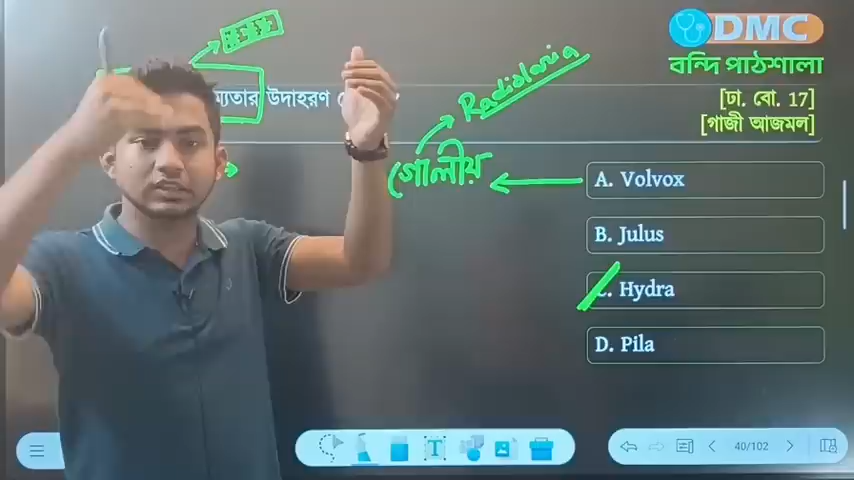 DMC
বন্দি পাঠশালা
[ঢা. বো. 17]
[গাজী আজমল]
ম্যতার উদাহরণ
Radiolaria
গোলীয়
A. Volvox
B. Julus
C. Hydra
D. Pila
T
40/102